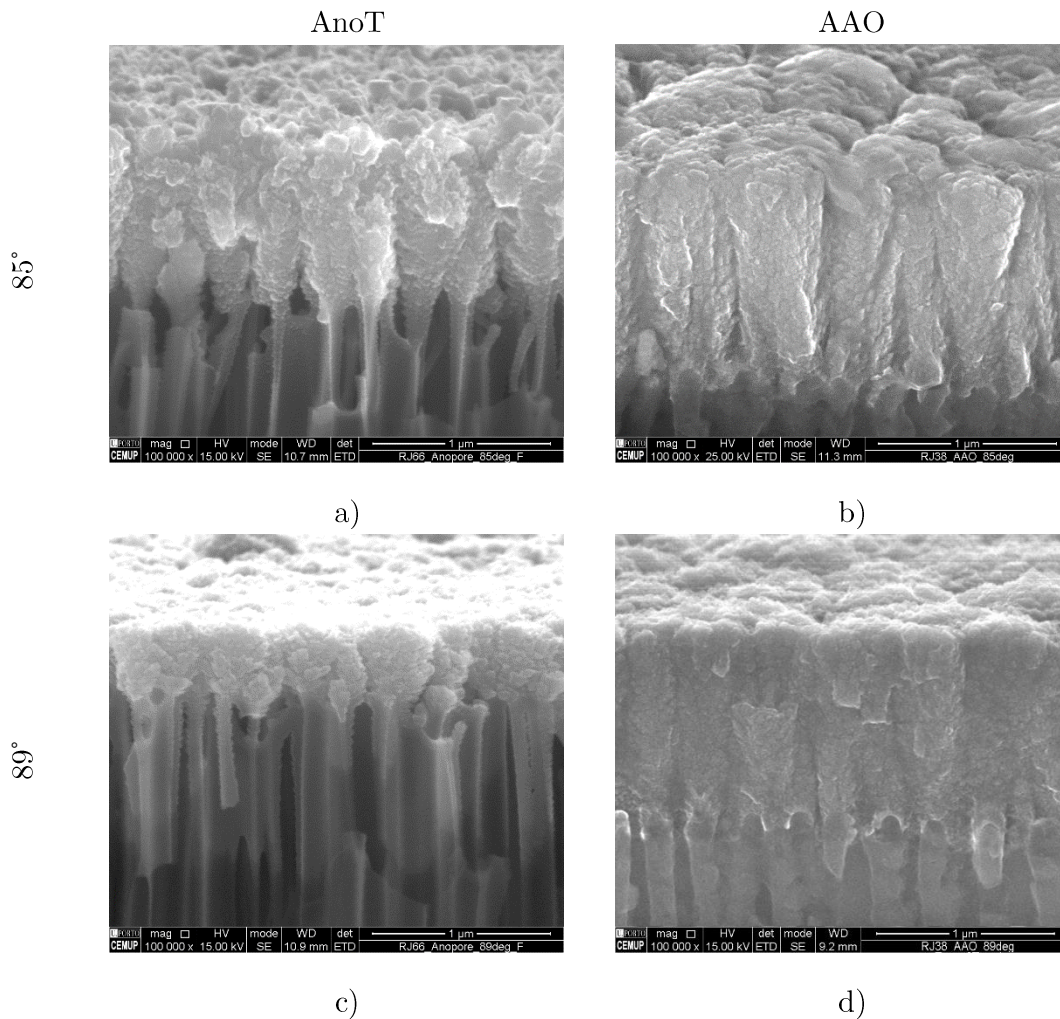 AnoT AAO
85°
U.PORTO mag HV mode WD det 1 µm
CEMUP 100 000 x 15.00 kV SE 10.7 mm ETD RJ66_Anopore_85deg_F
U.PORTO mag HV det mode WD 1 µm
CEMUP 100 000 x 25.00 kV ETD SE 11.3 mm RJ38_AAO_85deg
a) b)
89°
U.PORTO mag HV mode WD det 1 µm
CEMUP 100 000 x 15.00 kV SE 10.9 mm ETD RJ66_Anopore_89deg_F
U.PORTO mag HV det mode WD 1 µm
CEMUP 100 000 x 15.00 kV ETD SE 9.2 mm RJ38_AAO_89deg
c) d)